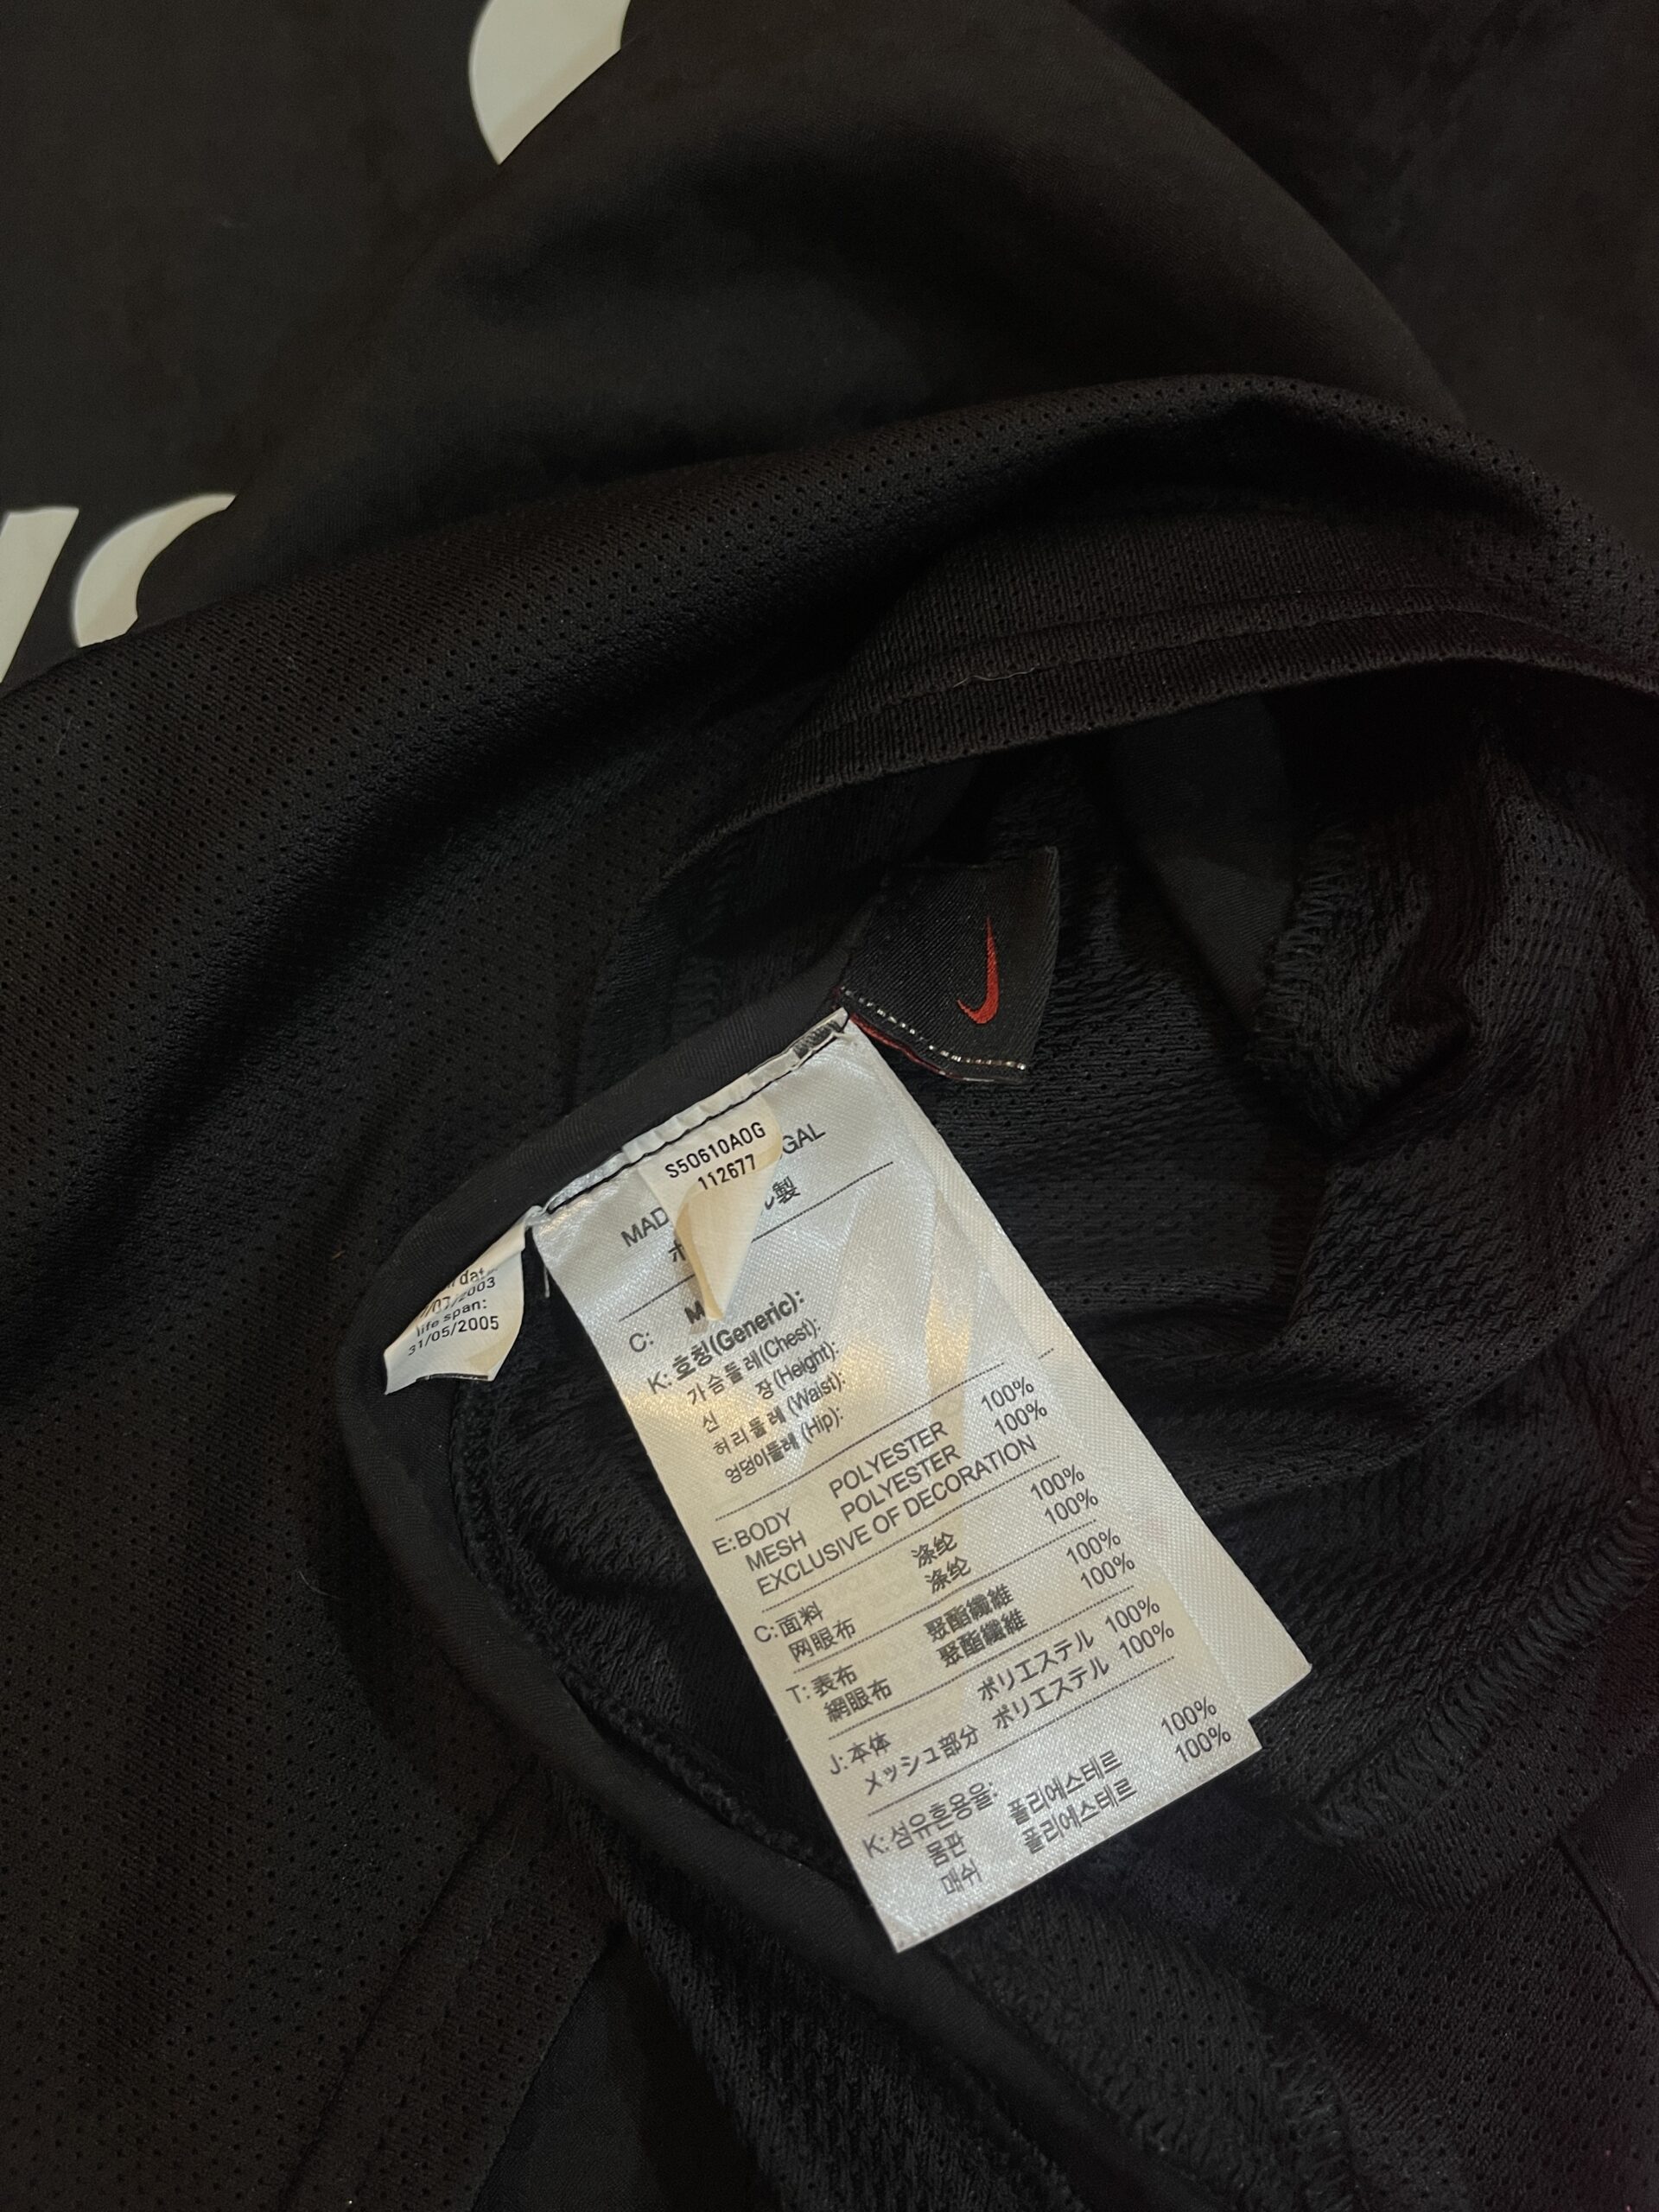 S50610AOG
112677
MAD GAL
ん製
C: M
K: 호칭(Generic):
가슴둘레(Chest):
신 장(Height):
허리둘레(Waist):
엉덩이둘레(Hip):
E:BODY POLYESTER 100%
MESH POLYESTER 100%
EXCLUSIVE OF DECORATION
C:面料 涤纶 100%
网眼布 涤纶 100%
T:表布 聚酯纖維 100%
網眼布 聚酯纖維 100%
J:本体 ポリエステル 100%
メッシュ部分 ポリエステル 100%
K:섬유혼용율:
몸판 폴리에스테르 100%
매쉬 폴리에스테르 100%
/2003
life span:
31/05/2005